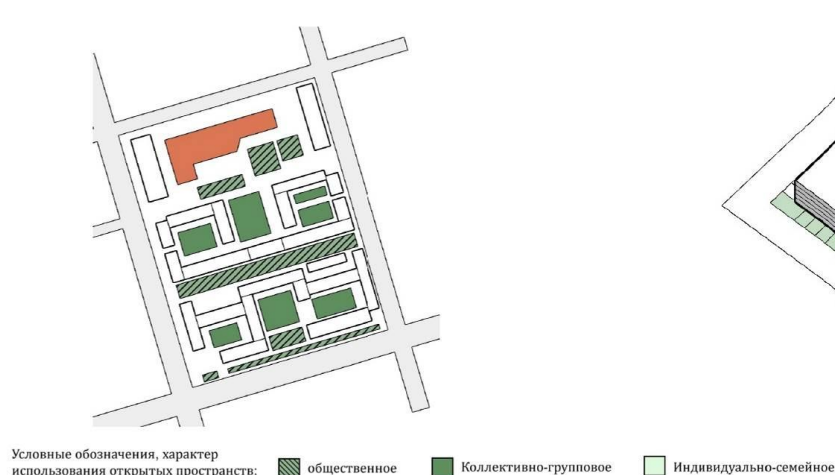 Условные обозначения, характер
использования открытых пространств:
общественное
Коллективно-групповое
Индивидуально-семейное